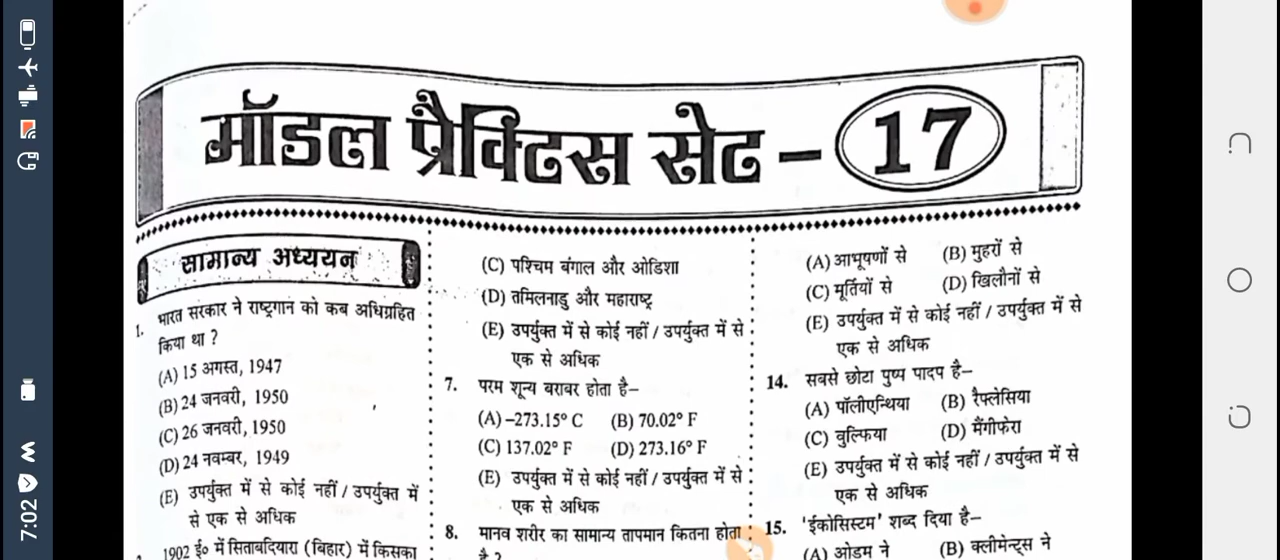 7:02
मॉडल प्रैक्टिस सेट – 17
सामान्य अध्ययन
1. भारत सरकार ने राष्ट्रगान को कब अधिग्रहित
किया था ?
(A) 15 अगस्त, 1947
(B) 24 जनवरी, 1950
(C) 26 जनवरी, 1950
(D) 24 नवम्बर, 1949
(E) उपर्युक्त में से कोई नहीं / उपर्युक्त में
से एक से अधिक
1902 ई० में सिताबदियारा (बिहार) में किसका
(C) पश्चिम बंगाल और ओडिशा
(D) तमिलनाडु और महाराष्ट्र
(E) उपर्युक्त में से कोई नहीं / उपर्युक्त में से
एक से अधिक
7. परम शून्य बराबर होता है–
(A) –273.15° C (B) 70.02° F
(C) 137.02° F (D) 273.16° F
(E) उपर्युक्त में से कोई नहीं / उपर्युक्त में से
एक से अधिक
8. मानव शरीर का सामान्य तापमान कितना होता
है ?
(A) आभूषणों से (B) मुहरों से
(C) मूर्तियों से (D) खिलौनों से
(E) उपर्युक्त में से कोई नहीं / उपर्युक्त में से
एक से अधिक
14. सबसे छोटा पुष्प पादप है–
(A) पॉलीएन्थिया (B) रैफ्लेसिया
(C) वुल्फिया (D) मैंगीफेरा
(E) उपर्युक्त में से कोई नहीं / उपर्युक्त में से
एक से अधिक
15. 'ईकोसिस्टम' शब्द दिया है–
(A) ओडम ने (B) क्लीमेन्ट्स ने